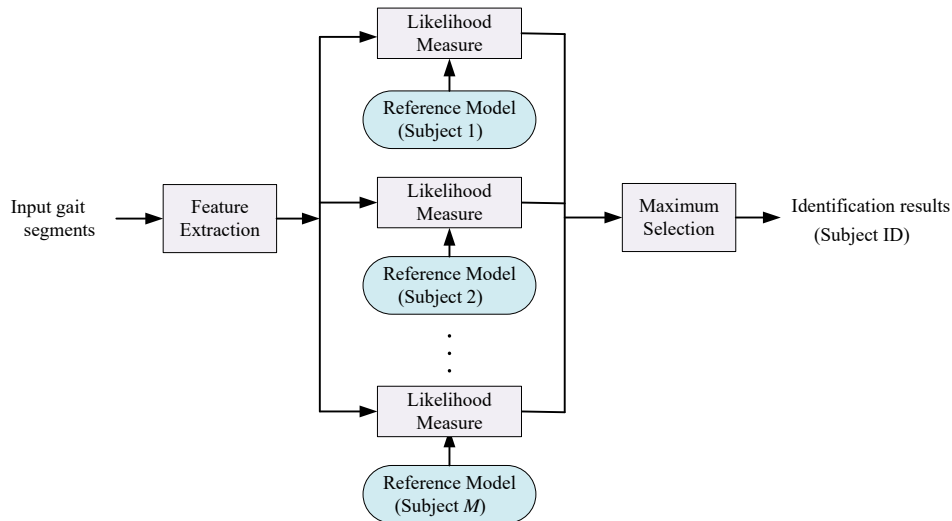 Likelihood
Measure
Reference Model
(Subject 1)
Input gait
segments
Feature
Extraction
Likelihood
Measure
Reference Model
(Subject 2)
Maximum
Selection
Identification results
(Subject ID)
Likelihood
Measure
Reference Model
(Subject M)